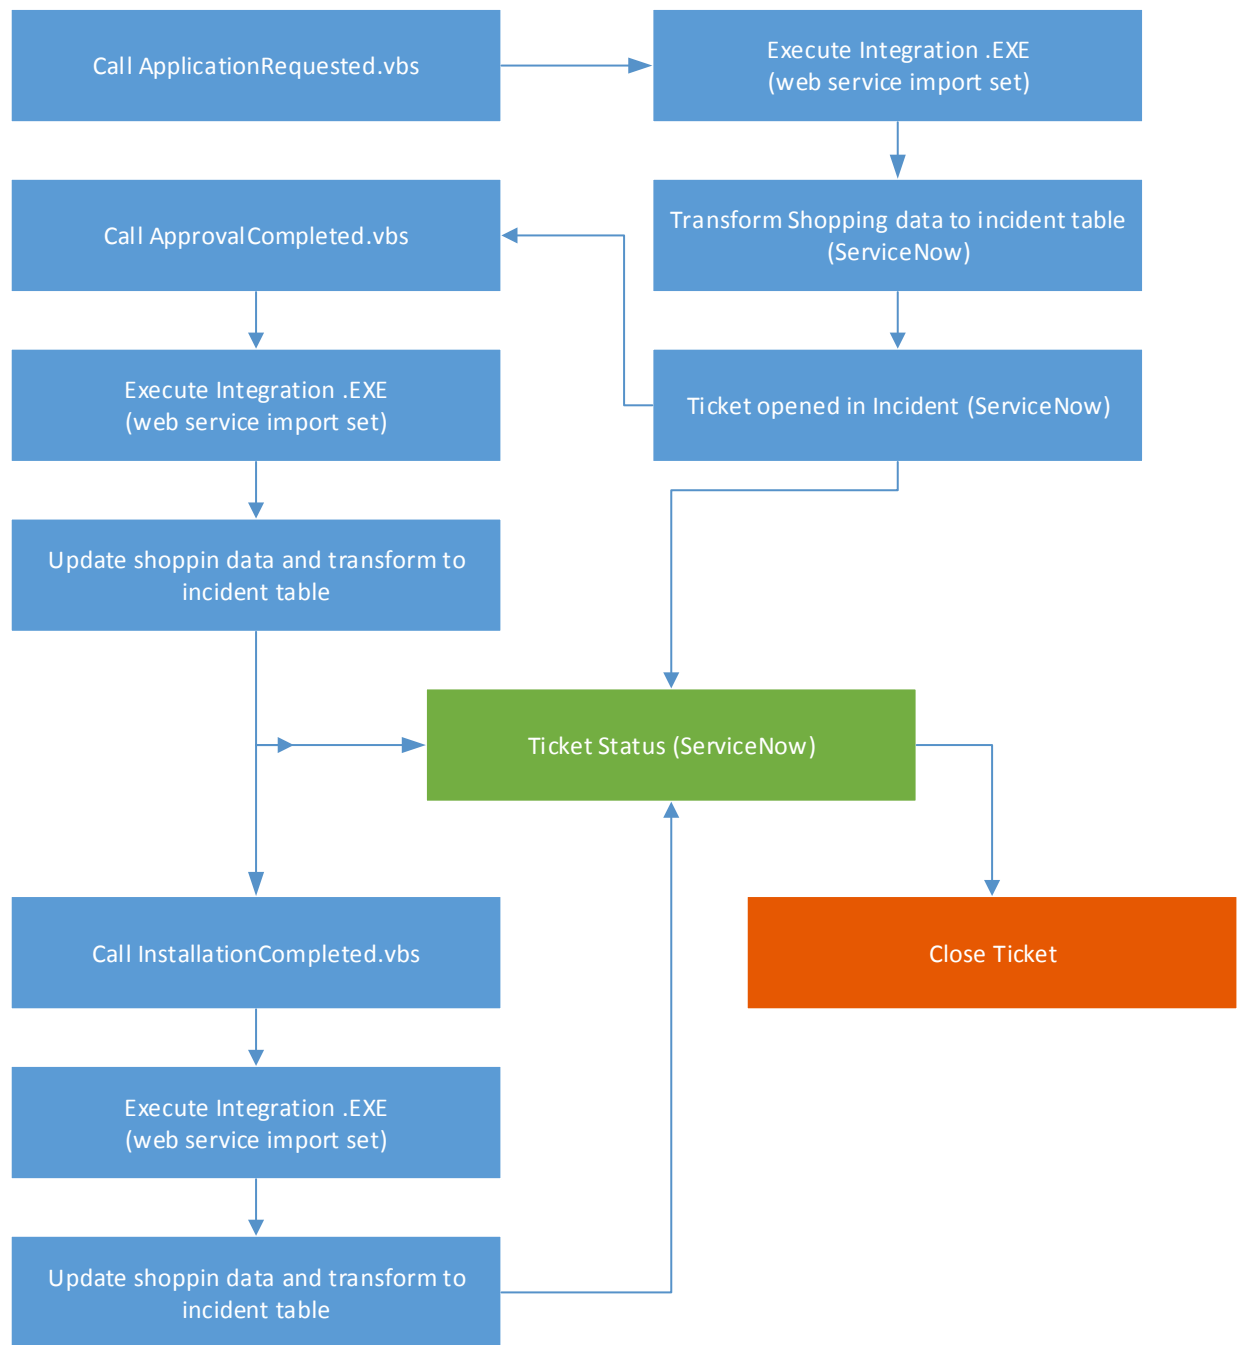 Call ApplicationRequested.vbs
Execute Integration .EXE
(web service import set)
Call ApprovalCompleted.vbs
Transform Shopping data to incident table
(ServiceNow)
Execute Integration .EXE
(web service import set)
Ticket opened in Incident (ServiceNow)
Update shoppin data and transform to
incident table
Ticket Status (ServiceNow)
Call InstallationCompleted.vbs
Close Ticket
Execute Integration .EXE
(web service import set)
Update shoppin data and transform to
incident table